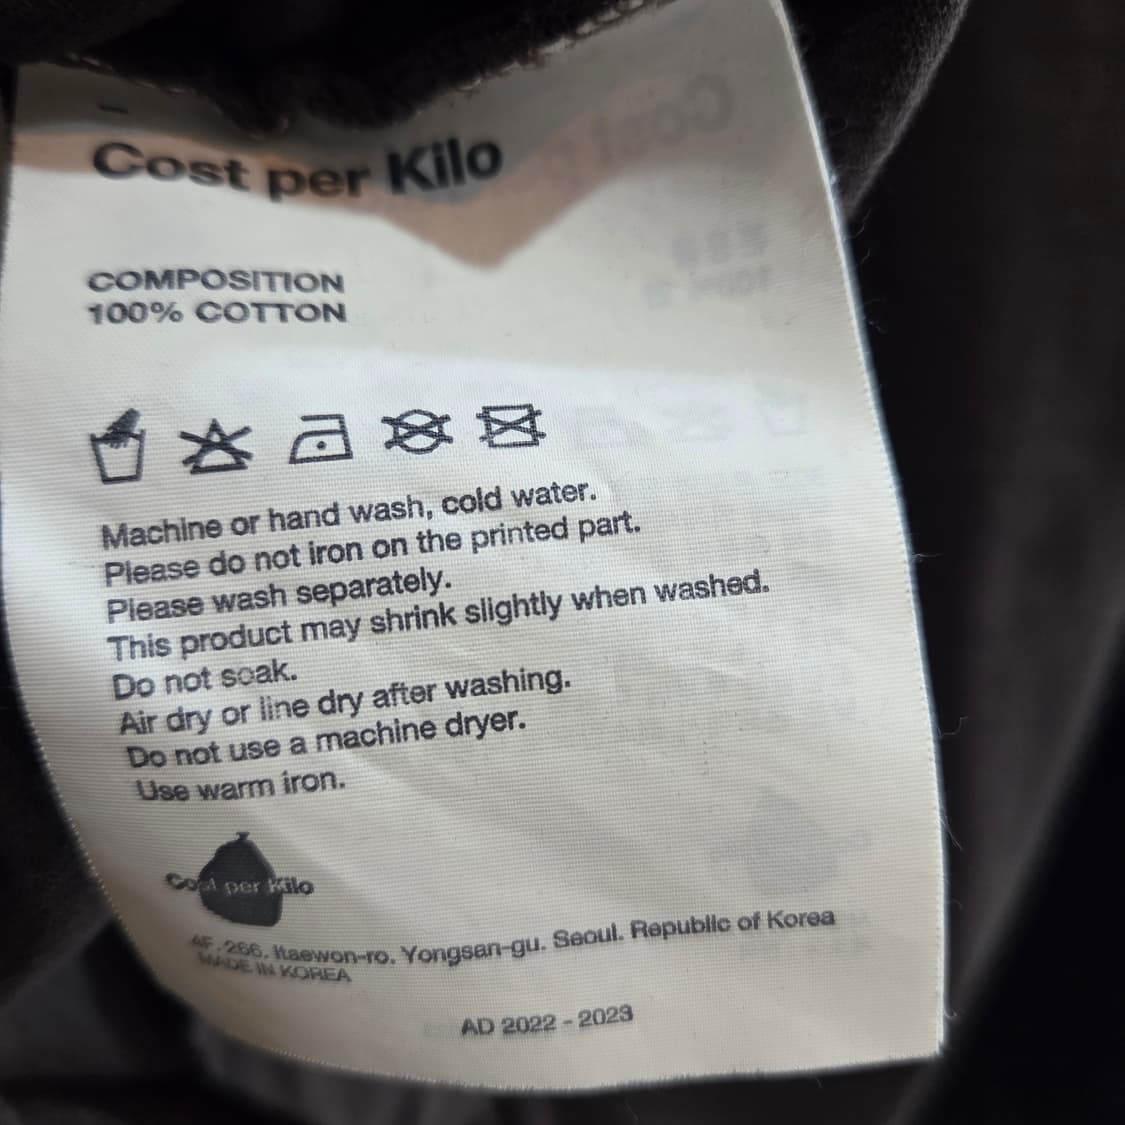 Cost per Kilo
COMPOSITION
100% COTTON
Machine or hand wash, cold water.
Please do not iron on the printed part.
Please wash separately.
This product may shrink slightly when washed.
Do not soak.
Air dry or line dry after washing.
Do not use a machine dryer.
Use warm iron.
Cost per Kilo
4F. 266. Itaewon-ro. Yongsan-gu. Seoul. Republic of Korea
MADE IN KOREA
AD 2022 - 2023